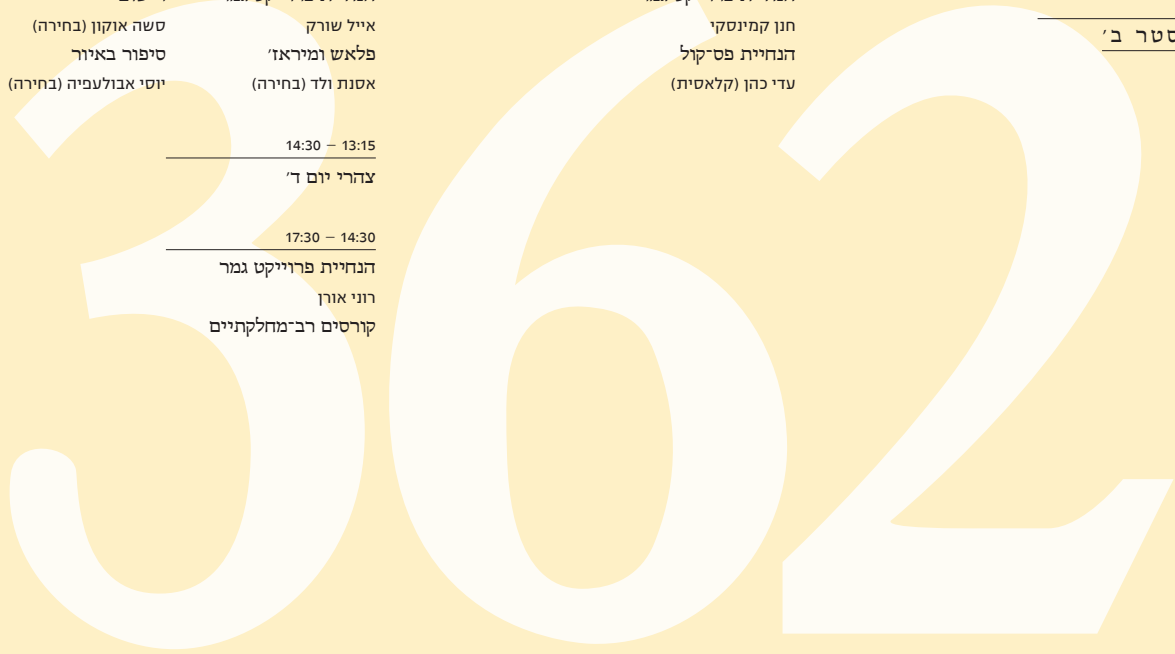 סטר ב׳
חנן קמינסקי
הנחיית פס־קול
עדי כהן (קלאסית)
אייל שורק
פלאש ומיראז׳
אסנת ולד (בחירה)
13:15 – 14:30
צהרי יום ד׳
14:30 – 17:30
הנחיית פרוייקט גמר
רוני אורן
קורסים רב־מחלקתיים
סשה אוקון (בחירה)
סיפור באיור
יוסי אבולעפיה (בחירה)
362